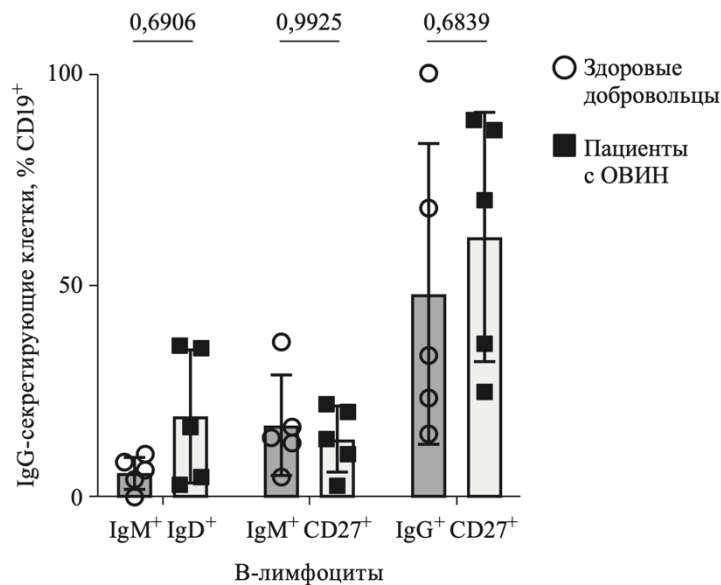 0,6906 0,9925 0,6839
100
50
0
IgG-секретирующие клетки, % CD19⁺
Здоровые
добровольцы
Пациенты
с ОВИН
IgM⁺ IgD⁺ IgM⁺ CD27⁺ IgG⁺ CD27⁺
В-лимфоциты